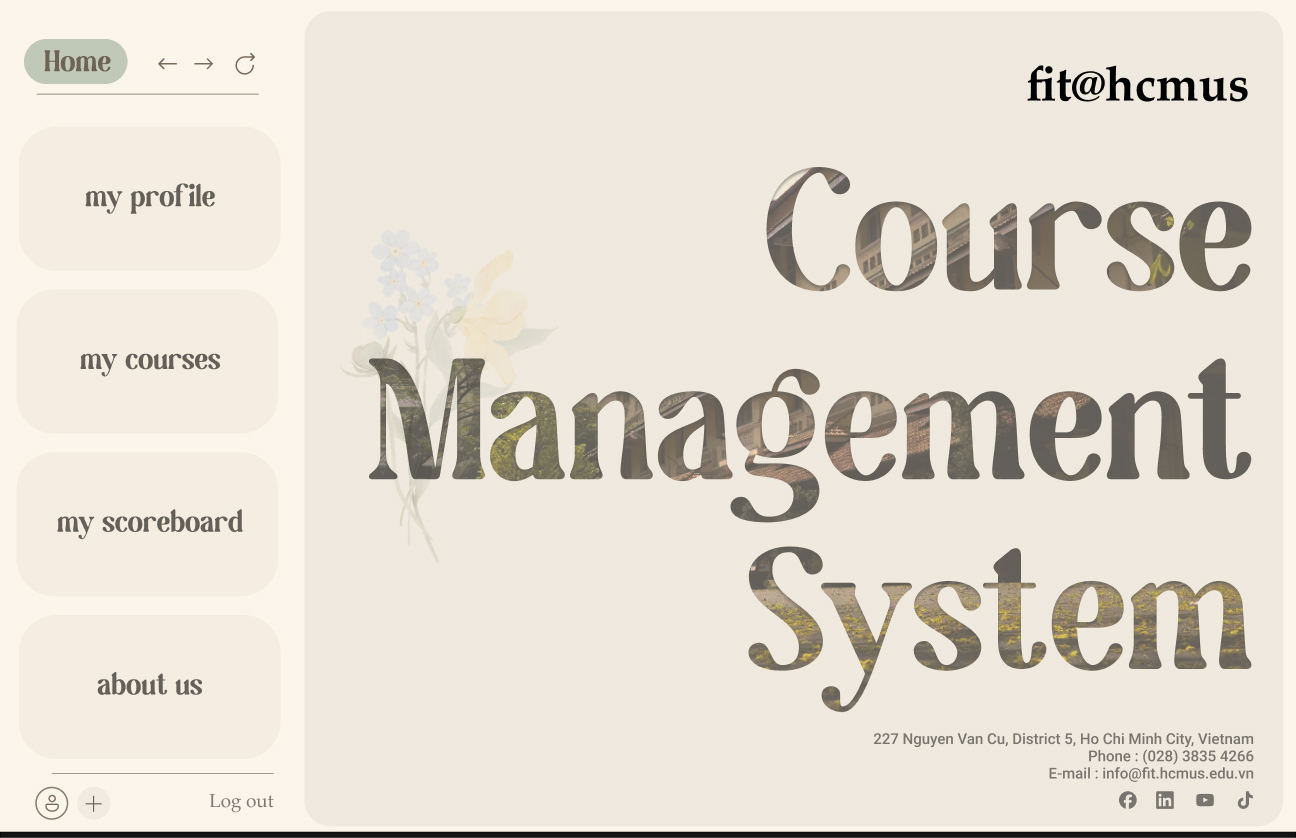 Home
my profile
my courses
my scoreboard
about us
Log out
fit@hcmus
Course
Management
System
227 Nguyen Van Cu, District 5, Ho Chi Minh City, Vietnam
Phone : (028) 3835 4266
E-mail : info@fit.hcmus.edu.vn